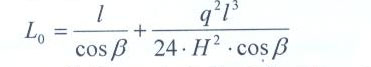 L₀ = l / cos β + q²l³ / 24 · H² · cos β